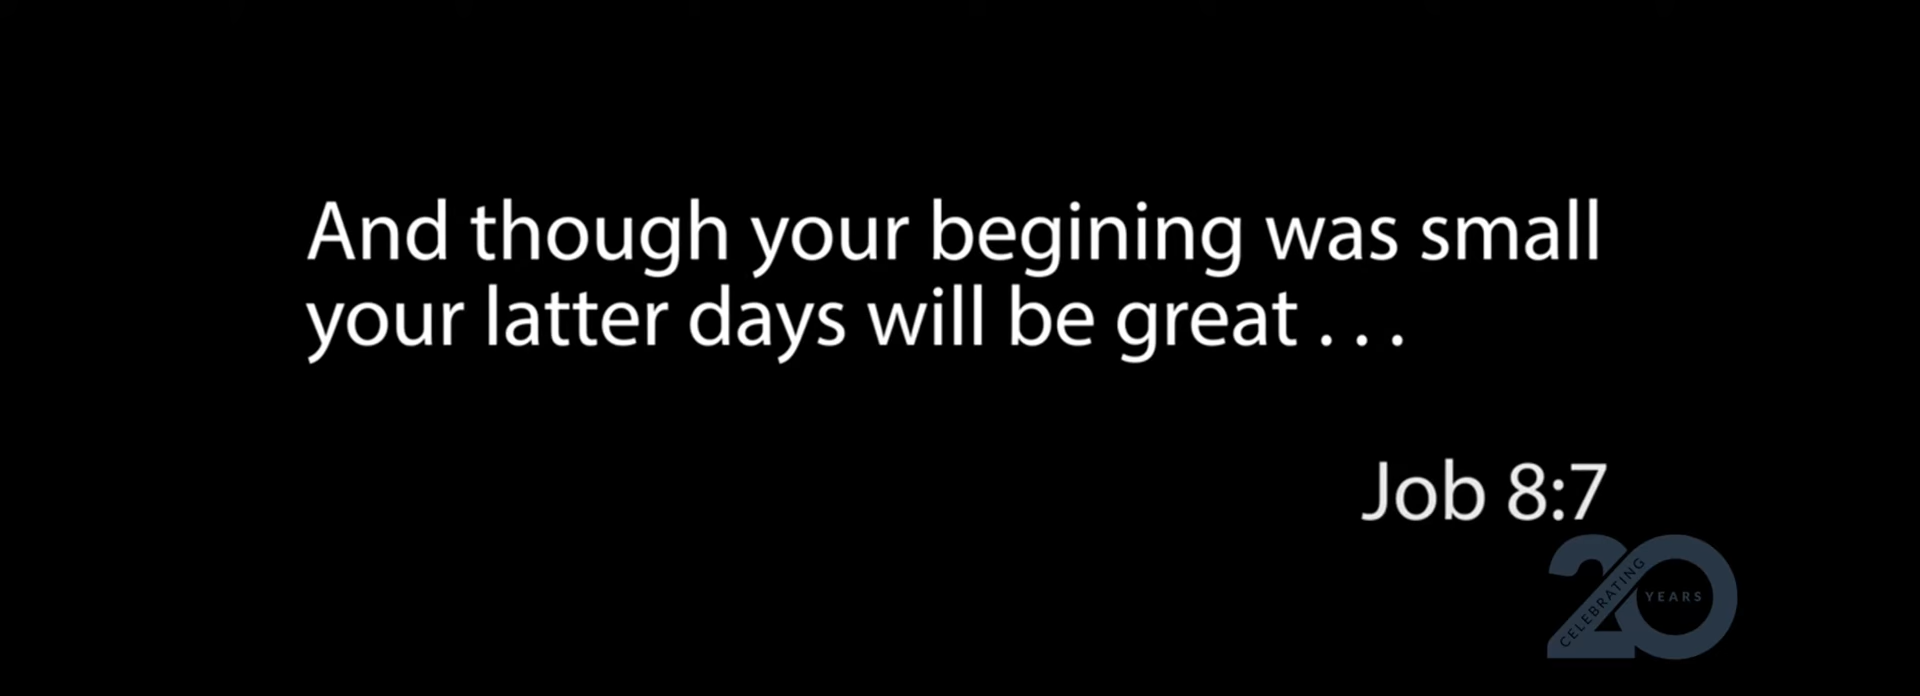 And though your begining was small
your latter days will be great . . .
Job 8:7
20
CELEBRATING
YEARS